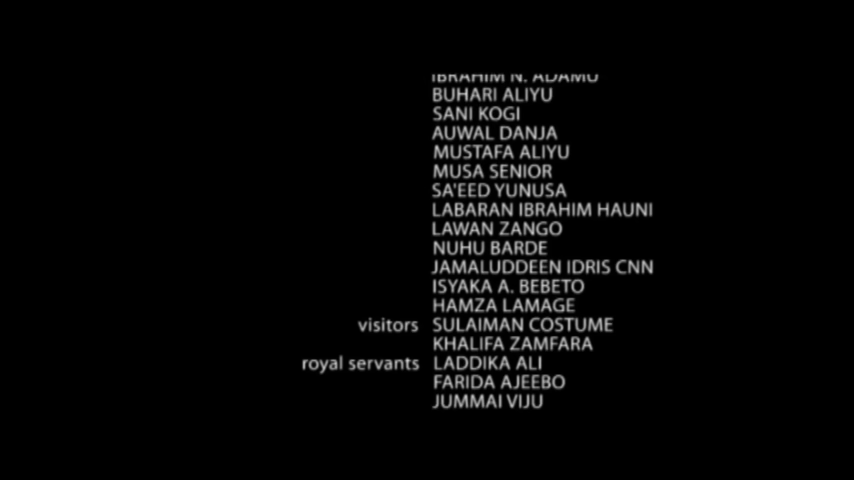 IBRAHIM N. ADAMU
BUHARI ALIYU
SANI KOGI
AUWAL DANJA
MUSTAFA ALIYU
MUSA SENIOR
SA'EED YUNUSA
LABARAN IBRAHIM HAUNI
LAWAN ZANGO
NUHU BARDE
JAMALUDDEEN IDRIS CNN
ISYAKA A. BEBETO
HAMZA LAMAGE
visitors SULAIMAN COSTUME
KHALIFA ZAMFARA
royal servants LADDIKA ALI
FARIDA AJEEBO
JUMMAI VIJU